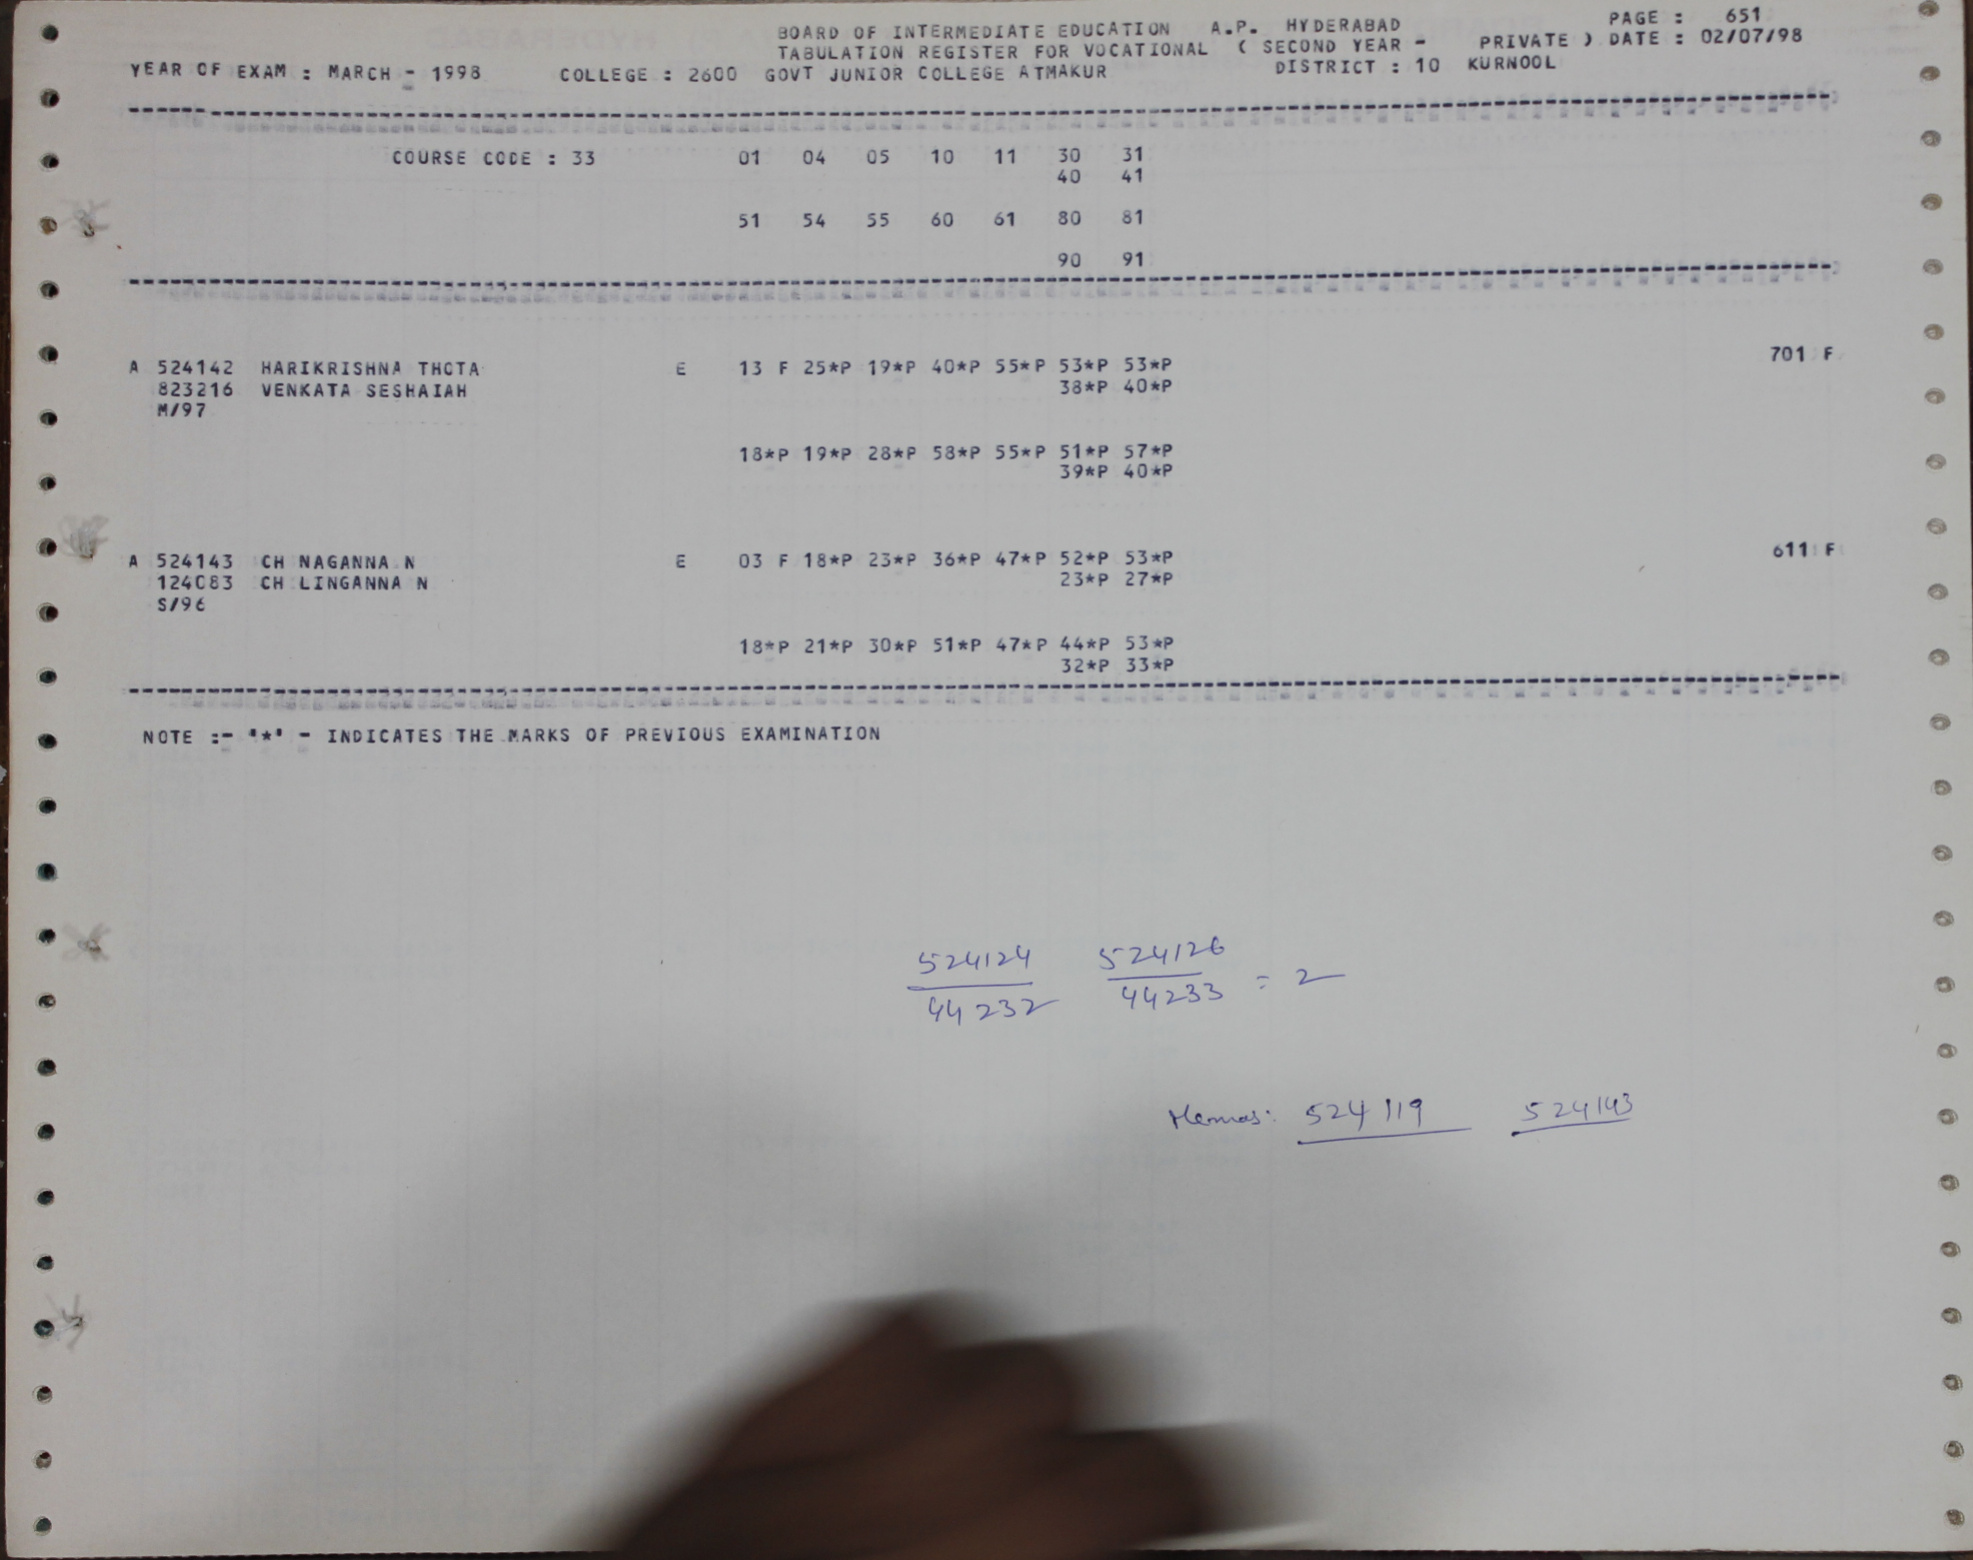 BOARD OF INTERMEDIATE EDUCATION A.P. HYDERABAD PAGE : 651
TABULATION REGISTER FOR VOCATIONAL ( SECOND YEAR - PRIVATE ) DATE : 02/07/98
YEAR OF EXAM : MARCH - 1998 COLLEGE : 2600 GOVT JUNIOR COLLEGE ATMAKUR DISTRICT : 10 KURNOOL
COURSE CODE : 33 01 04 05 10 11 30 31
40 41
51 54 55 60 61 80 81
90 91
A 524142 HARIKRISHNA THOTA E 13 F 25*P 19*P 40*P 55*P 53*P 53*P 701 F
823216 VENKATA SESHAIAH 38*P 40*P
M/97
18*P 19*P 28*P 58*P 55*P 51*P 57*P
39*P 40*P
A 524143 CH NAGANNA N E 03 F 18*P 23*P 36*P 47*P 52*P 53*P 611 F
124083 CH LINGANNA N 23*P 27*P
S/96
18*P 21*P 30*P 51*P 47*P 44*P 53*P
32*P 33*P
NOTE :- '*' - INDICATES THE MARKS OF PREVIOUS EXAMINATION
524124 524126
44232 44233 = 2
Memos: 524119 524143